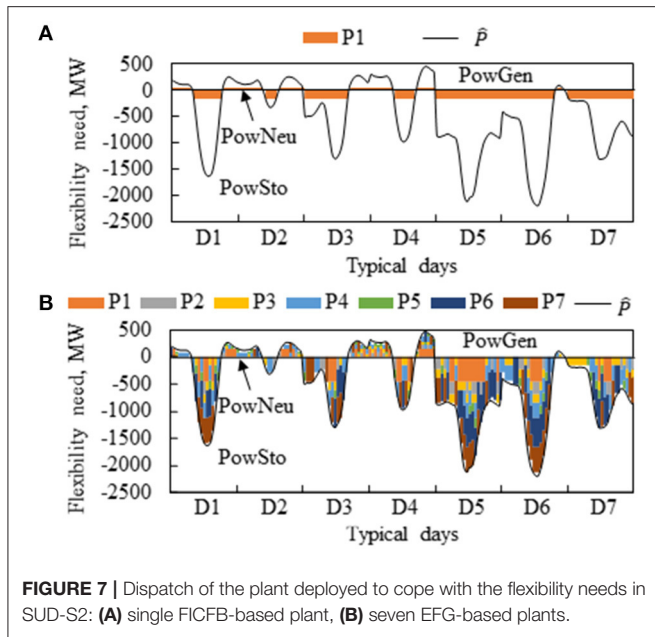 A
P1 P̂
Flexibility need, MW
500
0
-500
-1000
-1500
-2000
-2500
PowGen
PowNeu
PowSto
D1 D2 D3 D4 D5 D6 D7
Typical days
B
P1 P2 P3 P4 P5 P6 P7 P̂
Flexibility need, MW
500
0
-500
-1000
-1500
-2000
-2500
PowGen
PowNeu
PowSto
D1 D2 D3 D4 D5 D6 D7
Typical days
FIGURE 7 | Dispatch of the plant deployed to cope with the flexibility needs in
SUD-S2: (A) single FICFB-based plant, (B) seven EFG-based plants.